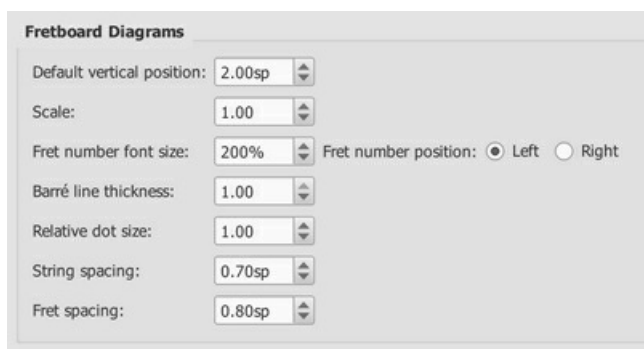 Fretboard Diagrams
Default vertical position: 2.00sp
Scale: 1.00
Fret number font size: 200% Fret number position: Left Right
Barré line thickness: 1.00
Relative dot size: 1.00
String spacing: 0.70sp
Fret spacing: 0.80sp